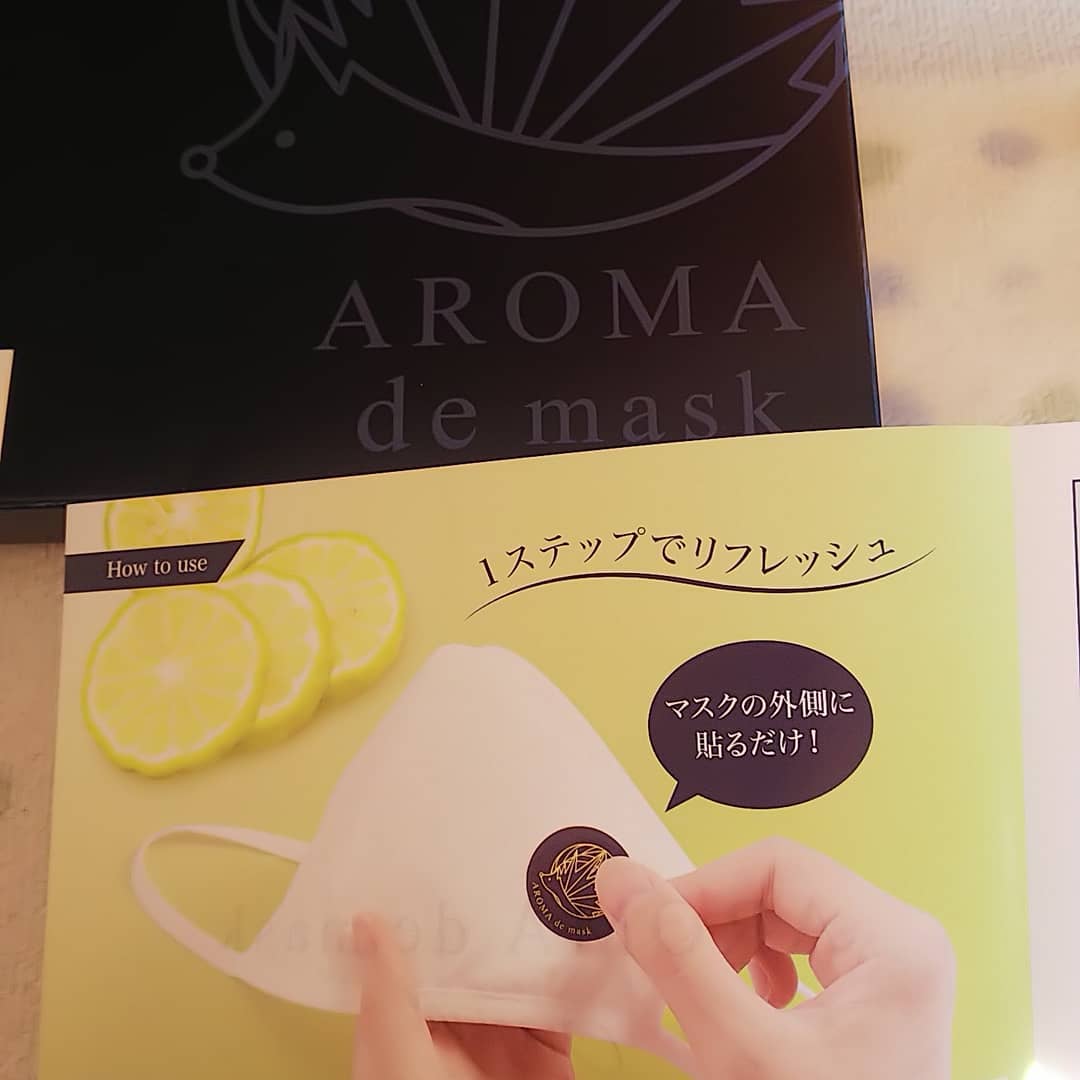 AROMA
de mask
How to use
1ステップでリフレッシュ
マスクの外側に
貼るだけ!
AROMA de mask